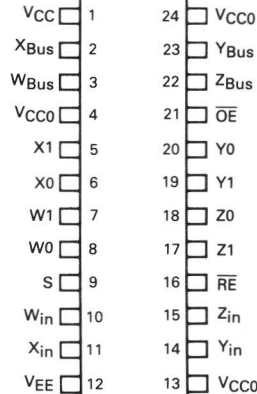 VCC 1 24 VCC0
XBus 2 23 YBus
WBus 3 22 ZBus
VCC0 4 21 OE
X1 5 20 Y0
X0 6 19 Y1
W1 7 18 Z0
W0 8 17 Z1
S 9 16 RE
Win 10 15 Zin
Xin 11 14 Yin
VEE 12 13 VCC0